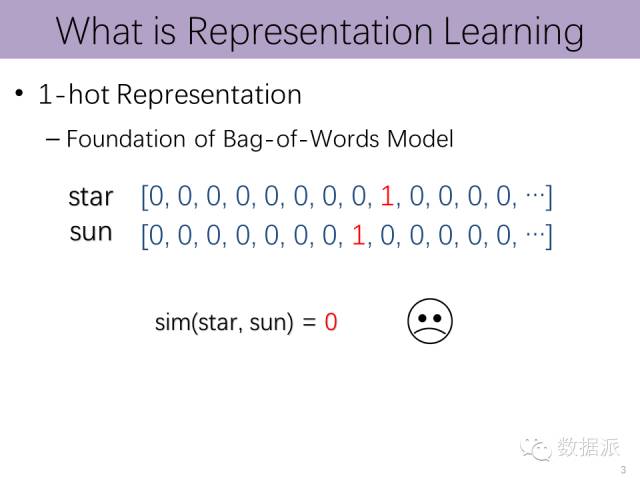 What is Representation Learning
• 1-hot Representation
– Foundation of Bag-of-Words Model
star [0, 0, 0, 0, 0, 0, 0, 0, 1, 0, 0, 0, 0, ⋯]
sun [0, 0, 0, 0, 0, 0, 0, 1, 0, 0, 0, 0, 0, ⋯]
sim(star, sun) = 0
数据派
3